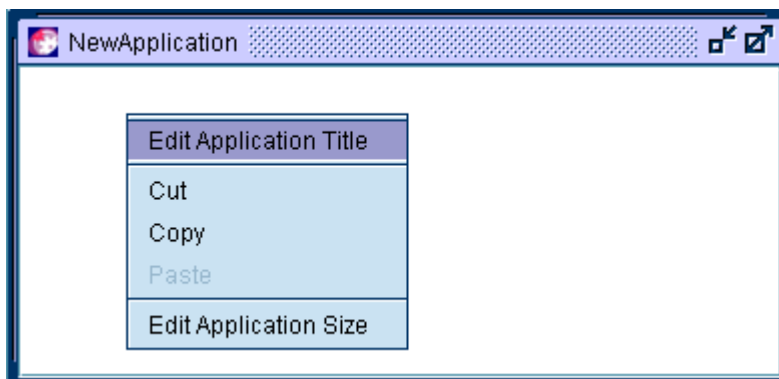 NewApplication
Edit Application Title
Cut
Copy
Paste
Edit Application Size